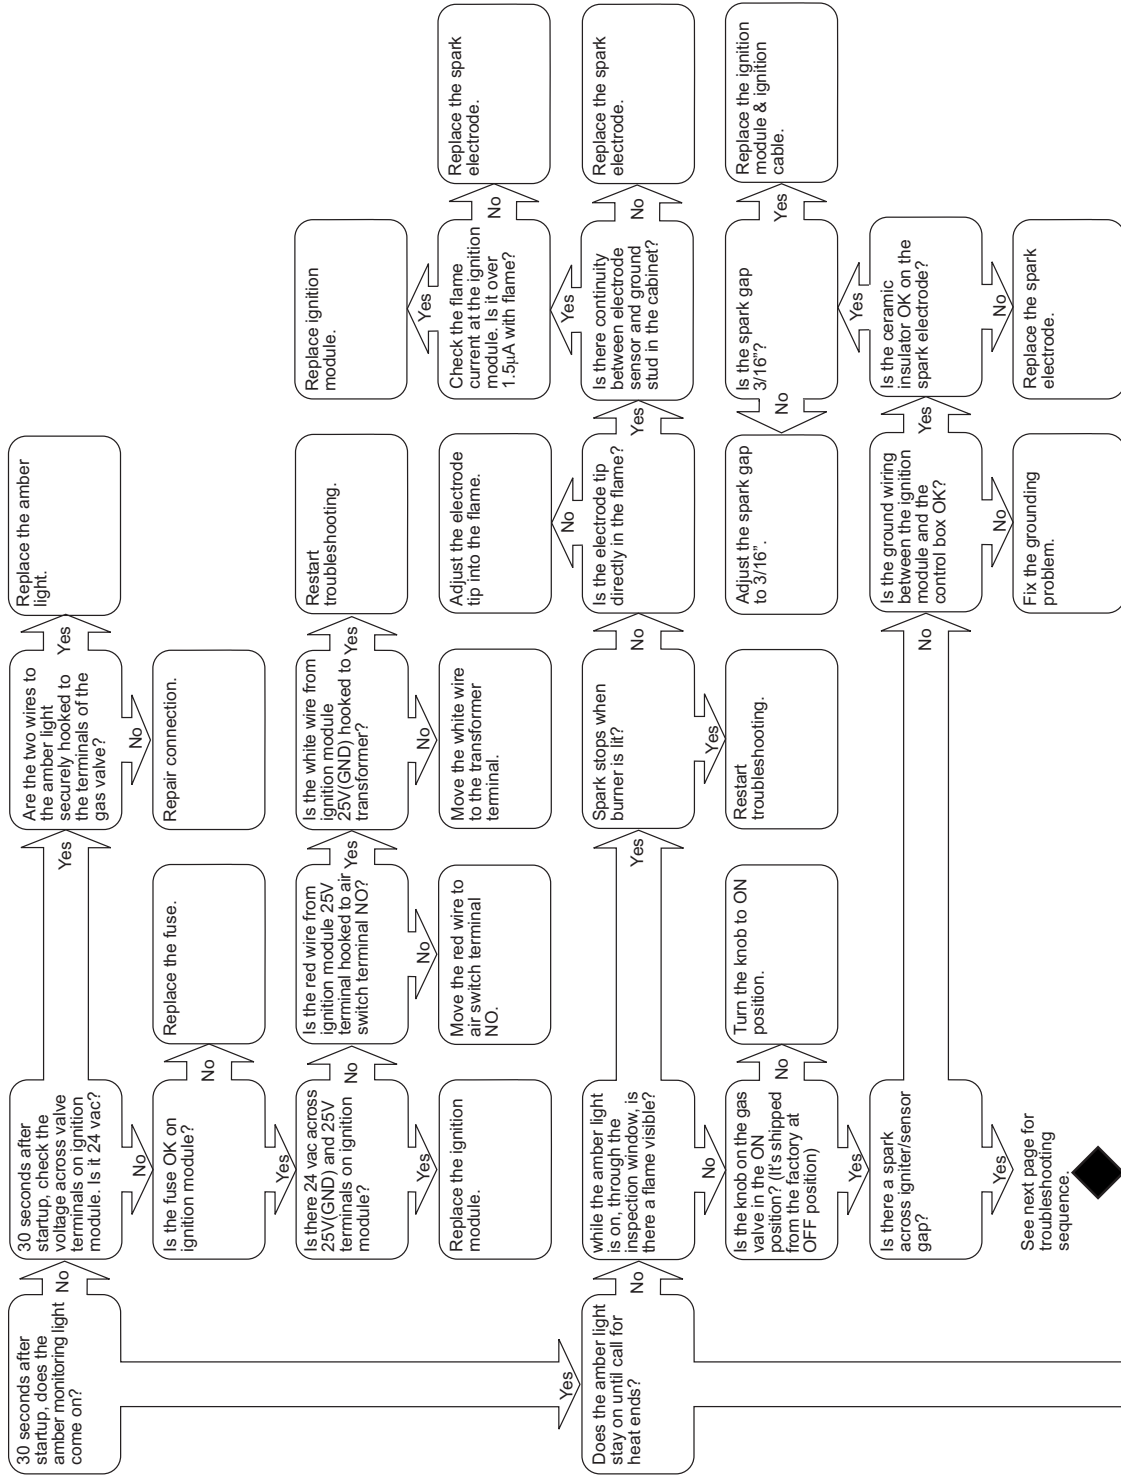 30 seconds after
startup, does the
amber monitoring light
come on?
No
Yes
30 seconds after
startup, check the
voltage across valve
terminals on ignition
module. Is it 24 vac?
Yes
No
Are the two wires to
the amber light
securely hooked to
the terminals of the
gas valve?
Yes
No
Replace the amber
light.
Repair connection.
Is the fuse OK on
ignition module?
No
Yes
Replace the fuse.
Is there 24 vac across
25V(GND) and 25V
terminals on ignition
module?
No
Yes
Is the red wire from
ignition module 25V
terminal hooked to air
switch terminal NO?
Yes
No
Is the white wire from
ignition module
25V(GND) hooked to
transformer?
Yes
No
Restart
troubleshooting.
Replace ignition
module.
Replace the ignition
module.
Move the red wire to
air switch terminal
NO.
Move the white wire
to the transformer
terminal.
Adjust the electrode
tip into the flame.
Yes
Check the flame
current at the ignition
module. Is it over
1.5µA with flame?
No
Replace the spark
electrode.
Does the amber light
stay on until call for
heat ends?
No
while the amber light
is on, through the
inspection window, is
there a flame visible?
Yes
No
Spark stops when
burner is lit?
No
Yes
No
Is the electrode tip
directly in the flame?
Yes
Yes
Is there continuity
between electrode
sensor and ground
stud in the cabinet?
No
Replace the spark
electrode.
Is the knob on the gas
valve in the ON
position? (It's shipped
from the factory at
OFF position)
No
Yes
Turn the knob to ON
position.
Restart
troubleshooting.
Adjust the spark gap
to 3/16".
No
Is the spark gap
3/16"?
Yes
Replace the ignition
module & ignition
cable.
Is there a spark
across igniter/sensor
gap?
No
Yes
Is the ground wiring
between the ignition
module and the
control box OK?
Yes
No
Yes
Is the ceramic
insulator OK on the
spark electrode?
No
See next page for
troubleshooting
sequence.
Fix the grounding
problem.
Replace the spark
electrode.